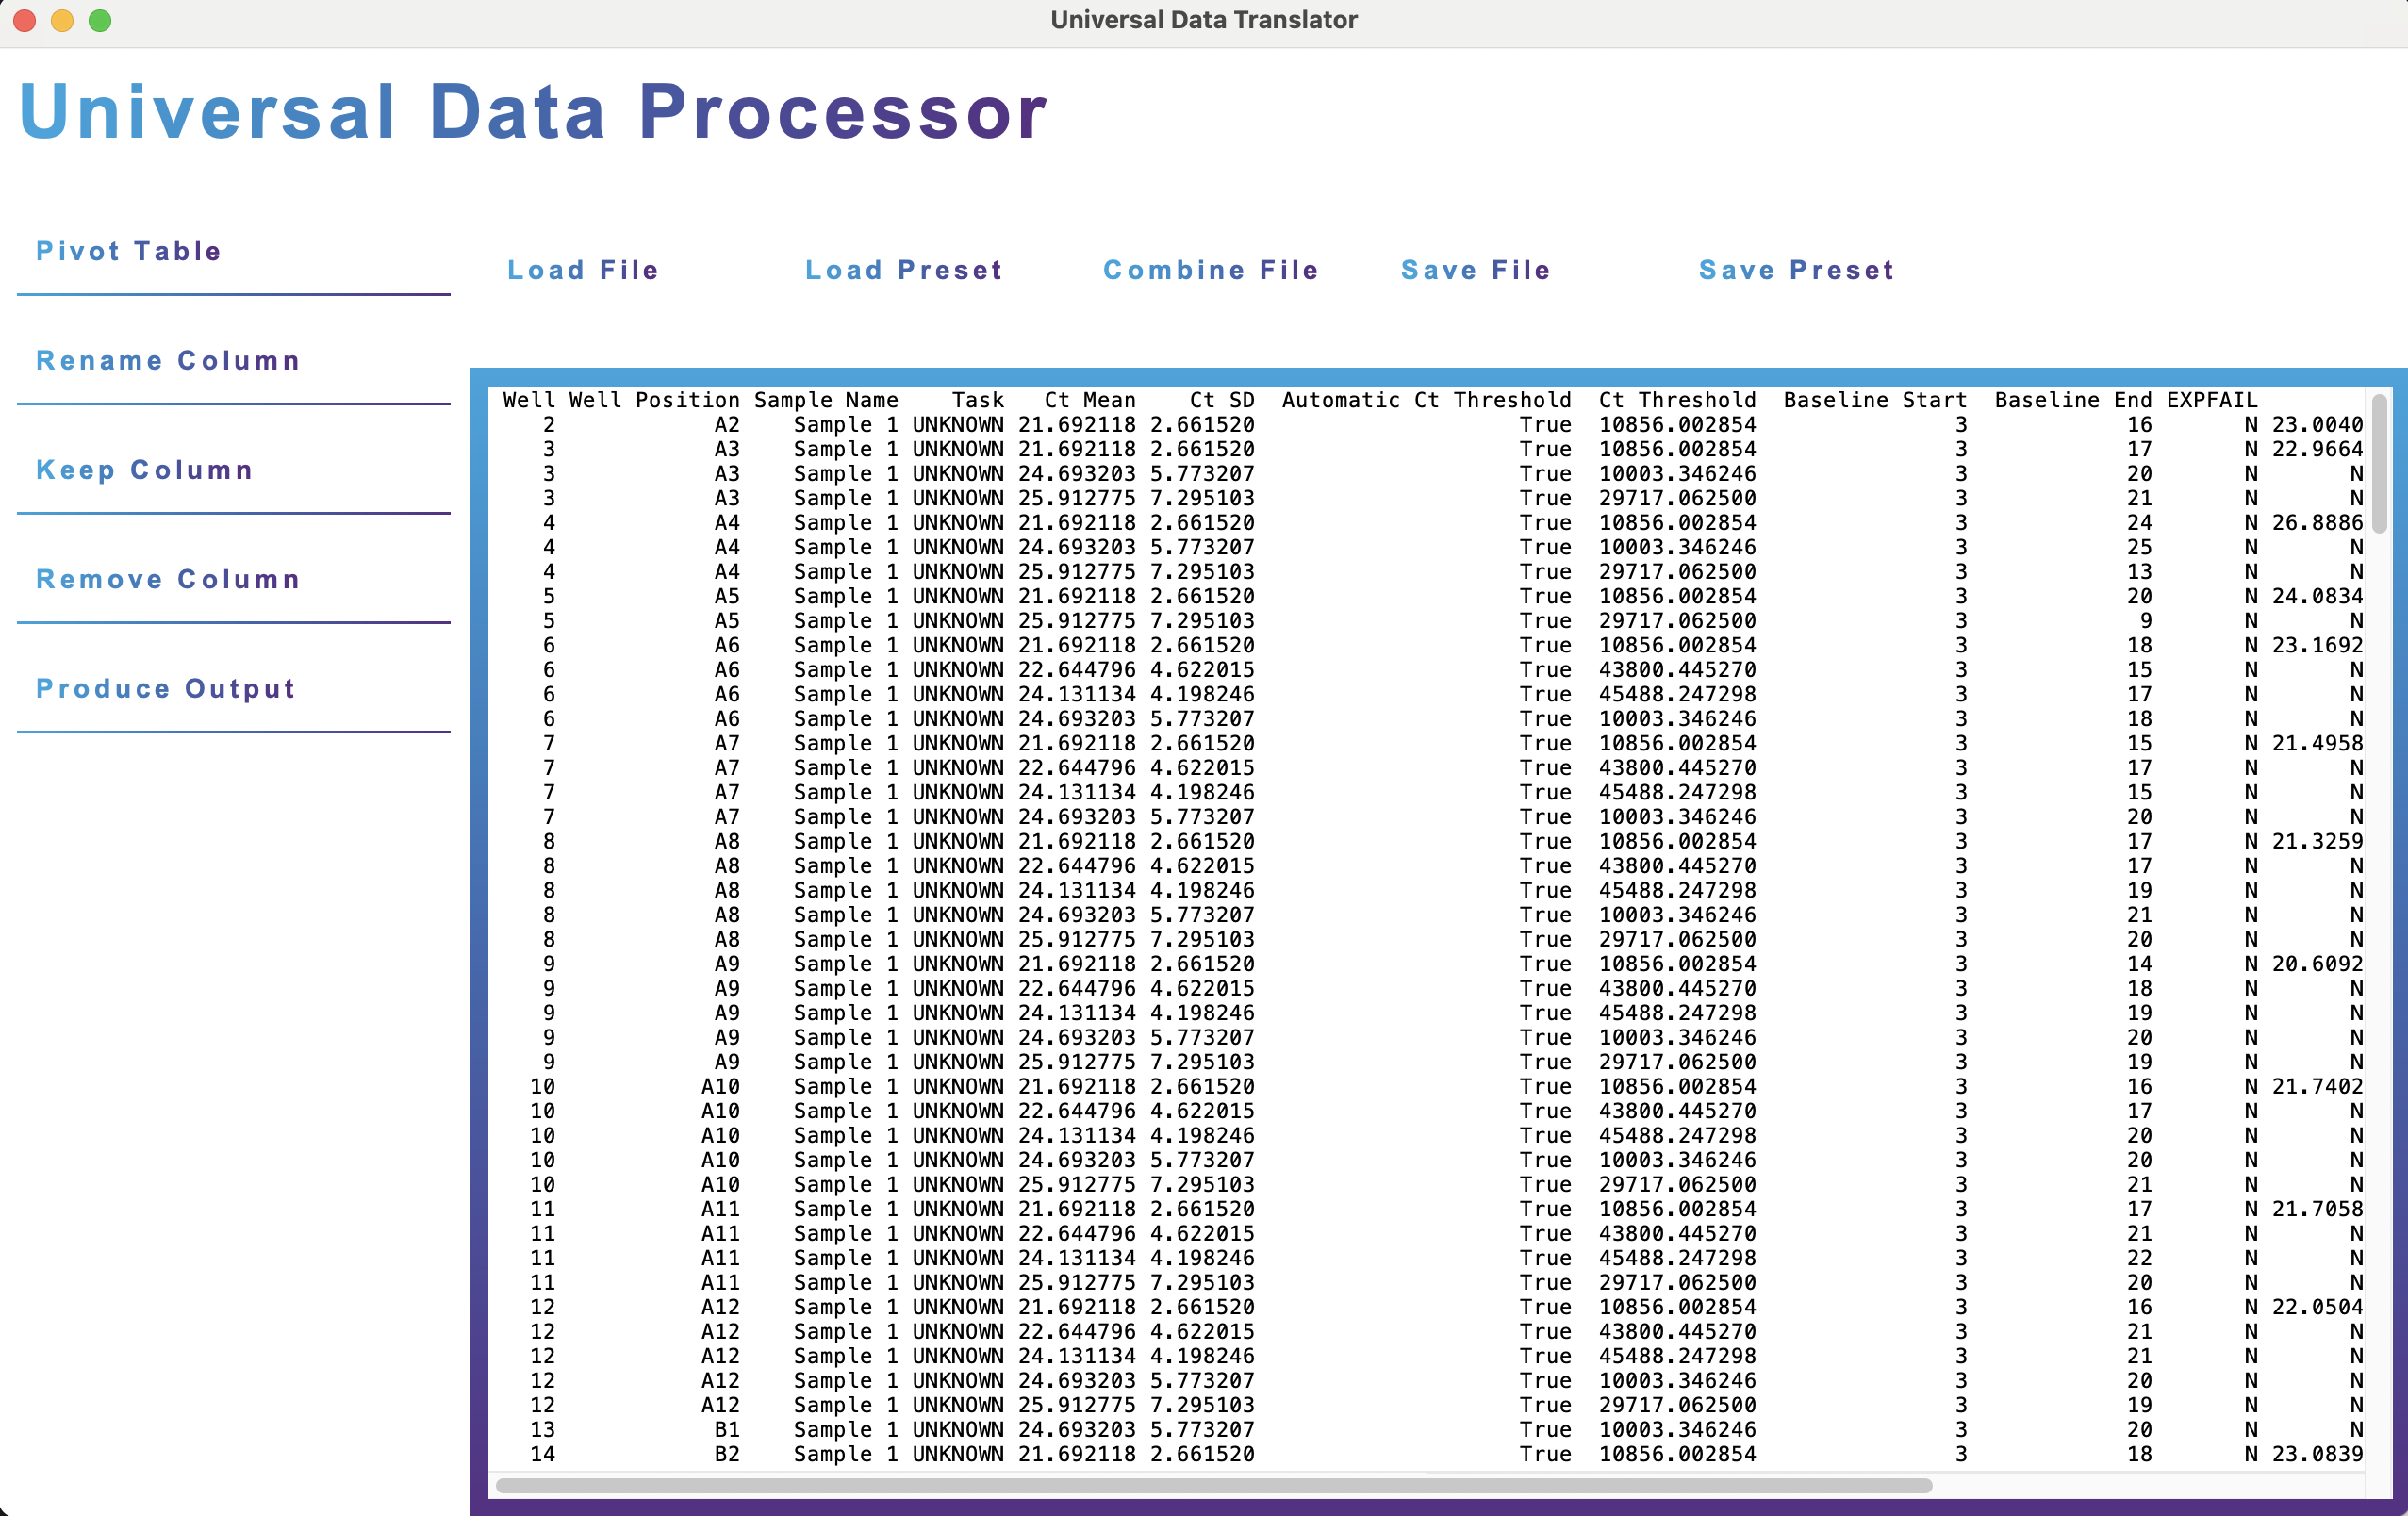 Universal Data Translator
Universal Data Processor
Pivot Table
Rename Column
Keep Column
Remove Column
Produce Output
Load File Load Preset Combine File Save File Save Preset
Well Well Position Sample Name Task Ct Mean Ct SD Automatic Ct Threshold Ct Threshold Baseline Start Baseline End EXPFAIL
2 A2 Sample 1 UNKNOWN 21.692118 2.661520 True 10856.002854 3 16 N 23.0040
3 A3 Sample 1 UNKNOWN 21.692118 2.661520 True 10856.002854 3 17 N 22.9664
3 A3 Sample 1 UNKNOWN 24.693203 5.773207 True 10003.346246 3 20 N N
3 A3 Sample 1 UNKNOWN 25.912775 7.295103 True 29717.062500 3 21 N N
4 A4 Sample 1 UNKNOWN 21.692118 2.661520 True 10856.002854 3 24 N 26.8886
4 A4 Sample 1 UNKNOWN 24.693203 5.773207 True 10003.346246 3 25 N N
4 A4 Sample 1 UNKNOWN 25.912775 7.295103 True 29717.062500 3 13 N N
5 A5 Sample 1 UNKNOWN 21.692118 2.661520 True 10856.002854 3 20 N 24.0834
5 A5 Sample 1 UNKNOWN 25.912775 7.295103 True 29717.062500 3 9 N N
6 A6 Sample 1 UNKNOWN 21.692118 2.661520 True 10856.002854 3 18 N 23.1692
6 A6 Sample 1 UNKNOWN 22.644796 4.622015 True 43800.445270 3 15 N N
6 A6 Sample 1 UNKNOWN 24.131134 4.198246 True 45488.247298 3 17 N N
6 A6 Sample 1 UNKNOWN 24.693203 5.773207 True 10003.346246 3 18 N N
7 A7 Sample 1 UNKNOWN 21.692118 2.661520 True 10856.002854 3 15 N 21.4958
7 A7 Sample 1 UNKNOWN 22.644796 4.622015 True 43800.445270 3 17 N N
7 A7 Sample 1 UNKNOWN 24.131134 4.198246 True 45488.247298 3 15 N N
7 A7 Sample 1 UNKNOWN 24.693203 5.773207 True 10003.346246 3 20 N N
8 A8 Sample 1 UNKNOWN 21.692118 2.661520 True 10856.002854 3 17 N 21.3259
8 A8 Sample 1 UNKNOWN 22.644796 4.622015 True 43800.445270 3 17 N N
8 A8 Sample 1 UNKNOWN 24.131134 4.198246 True 45488.247298 3 19 N N
8 A8 Sample 1 UNKNOWN 24.693203 5.773207 True 10003.346246 3 21 N N
8 A8 Sample 1 UNKNOWN 25.912775 7.295103 True 29717.062500 3 20 N N
9 A9 Sample 1 UNKNOWN 21.692118 2.661520 True 10856.002854 3 14 N 20.6092
9 A9 Sample 1 UNKNOWN 22.644796 4.622015 True 43800.445270 3 18 N N
9 A9 Sample 1 UNKNOWN 24.131134 4.198246 True 45488.247298 3 19 N N
9 A9 Sample 1 UNKNOWN 24.693203 5.773207 True 10003.346246 3 20 N N
9 A9 Sample 1 UNKNOWN 25.912775 7.295103 True 29717.062500 3 19 N N
10 A10 Sample 1 UNKNOWN 21.692118 2.661520 True 10856.002854 3 16 N 21.7402
10 A10 Sample 1 UNKNOWN 22.644796 4.622015 True 43800.445270 3 17 N N
10 A10 Sample 1 UNKNOWN 24.131134 4.198246 True 45488.247298 3 20 N N
10 A10 Sample 1 UNKNOWN 24.693203 5.773207 True 10003.346246 3 20 N N
10 A10 Sample 1 UNKNOWN 25.912775 7.295103 True 29717.062500 3 21 N N
11 A11 Sample 1 UNKNOWN 21.692118 2.661520 True 10856.002854 3 17 N 21.7058
11 A11 Sample 1 UNKNOWN 22.644796 4.622015 True 43800.445270 3 21 N N
11 A11 Sample 1 UNKNOWN 24.131134 4.198246 True 45488.247298 3 22 N N
11 A11 Sample 1 UNKNOWN 25.912775 7.295103 True 29717.062500 3 20 N N
12 A12 Sample 1 UNKNOWN 21.692118 2.661520 True 10856.002854 3 16 N 22.0504
12 A12 Sample 1 UNKNOWN 22.644796 4.622015 True 43800.445270 3 21 N N
12 A12 Sample 1 UNKNOWN 24.131134 4.198246 True 45488.247298 3 21 N N
12 A12 Sample 1 UNKNOWN 24.693203 5.773207 True 10003.346246 3 20 N N
12 A12 Sample 1 UNKNOWN 25.912775 7.295103 True 29717.062500 3 19 N N
13 B1 Sample 1 UNKNOWN 24.693203 5.773207 True 10003.346246 3 20 N N
14 B2 Sample 1 UNKNOWN 21.692118 2.661520 True 10856.002854 3 18 N 23.0839